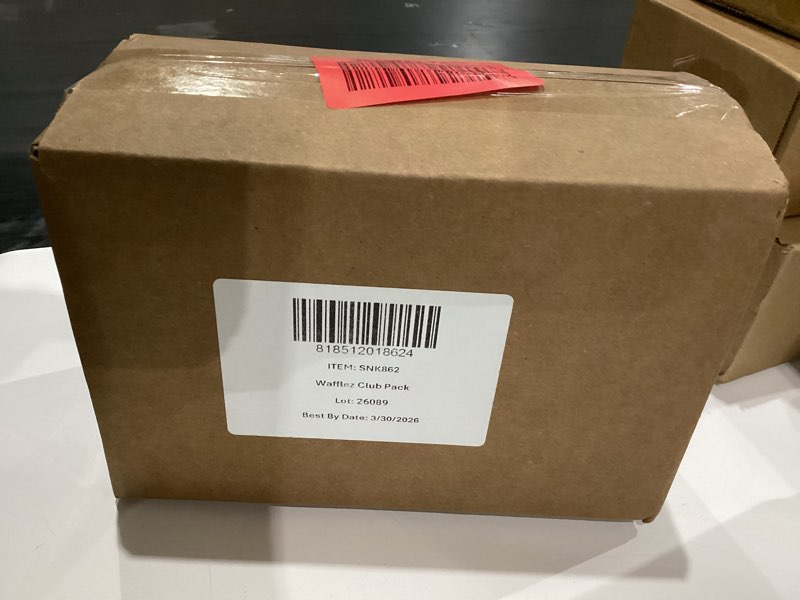 818512018624
ITEM: SNK862
Wafflez Club Pack
Lot: 26089
Best By Date: 3/30/2026